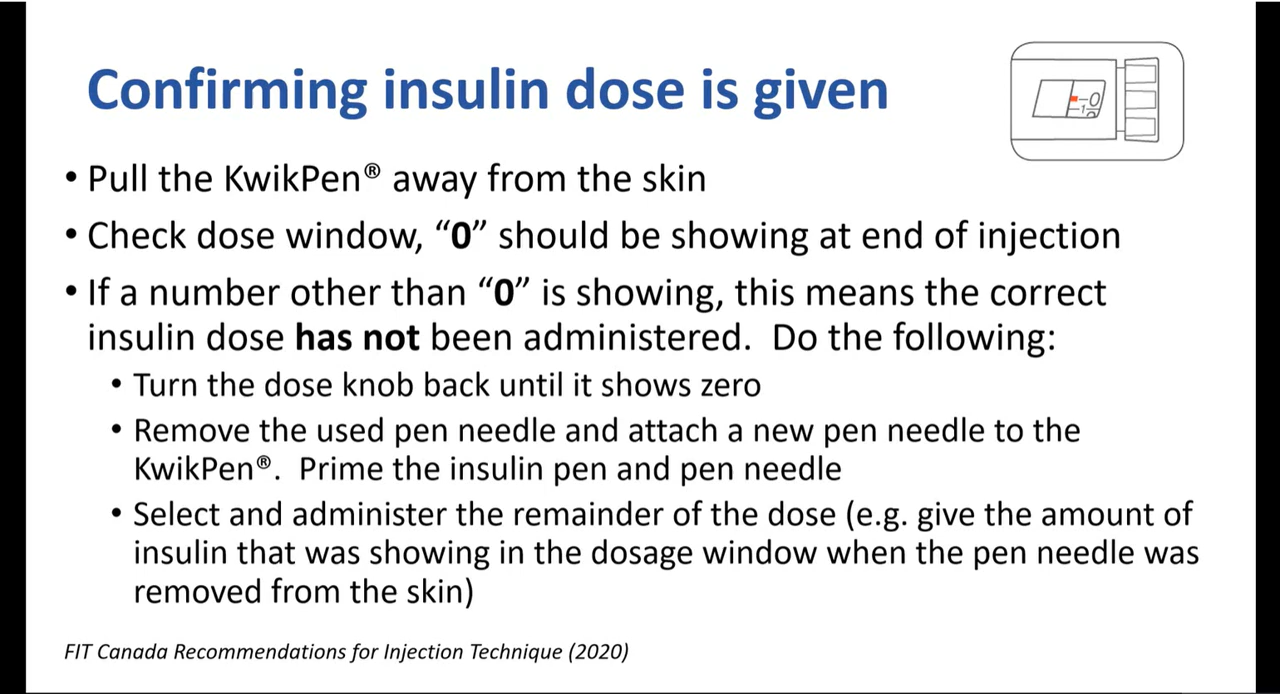 Confirming insulin dose is given
0
1
• Pull the KwikPen® away from the skin
• Check dose window, “0” should be showing at end of injection
• If a number other than “0” is showing, this means the correct
insulin dose has not been administered.  Do the following:
• Turn the dose knob back until it shows zero
• Remove the used pen needle and attach a new pen needle to the
KwikPen®.  Prime the insulin pen and pen needle
• Select and administer the remainder of the dose (e.g. give the amount of
insulin that was showing in the dosage window when the pen needle was
removed from the skin)
FIT Canada Recommendations for Injection Technique (2020)